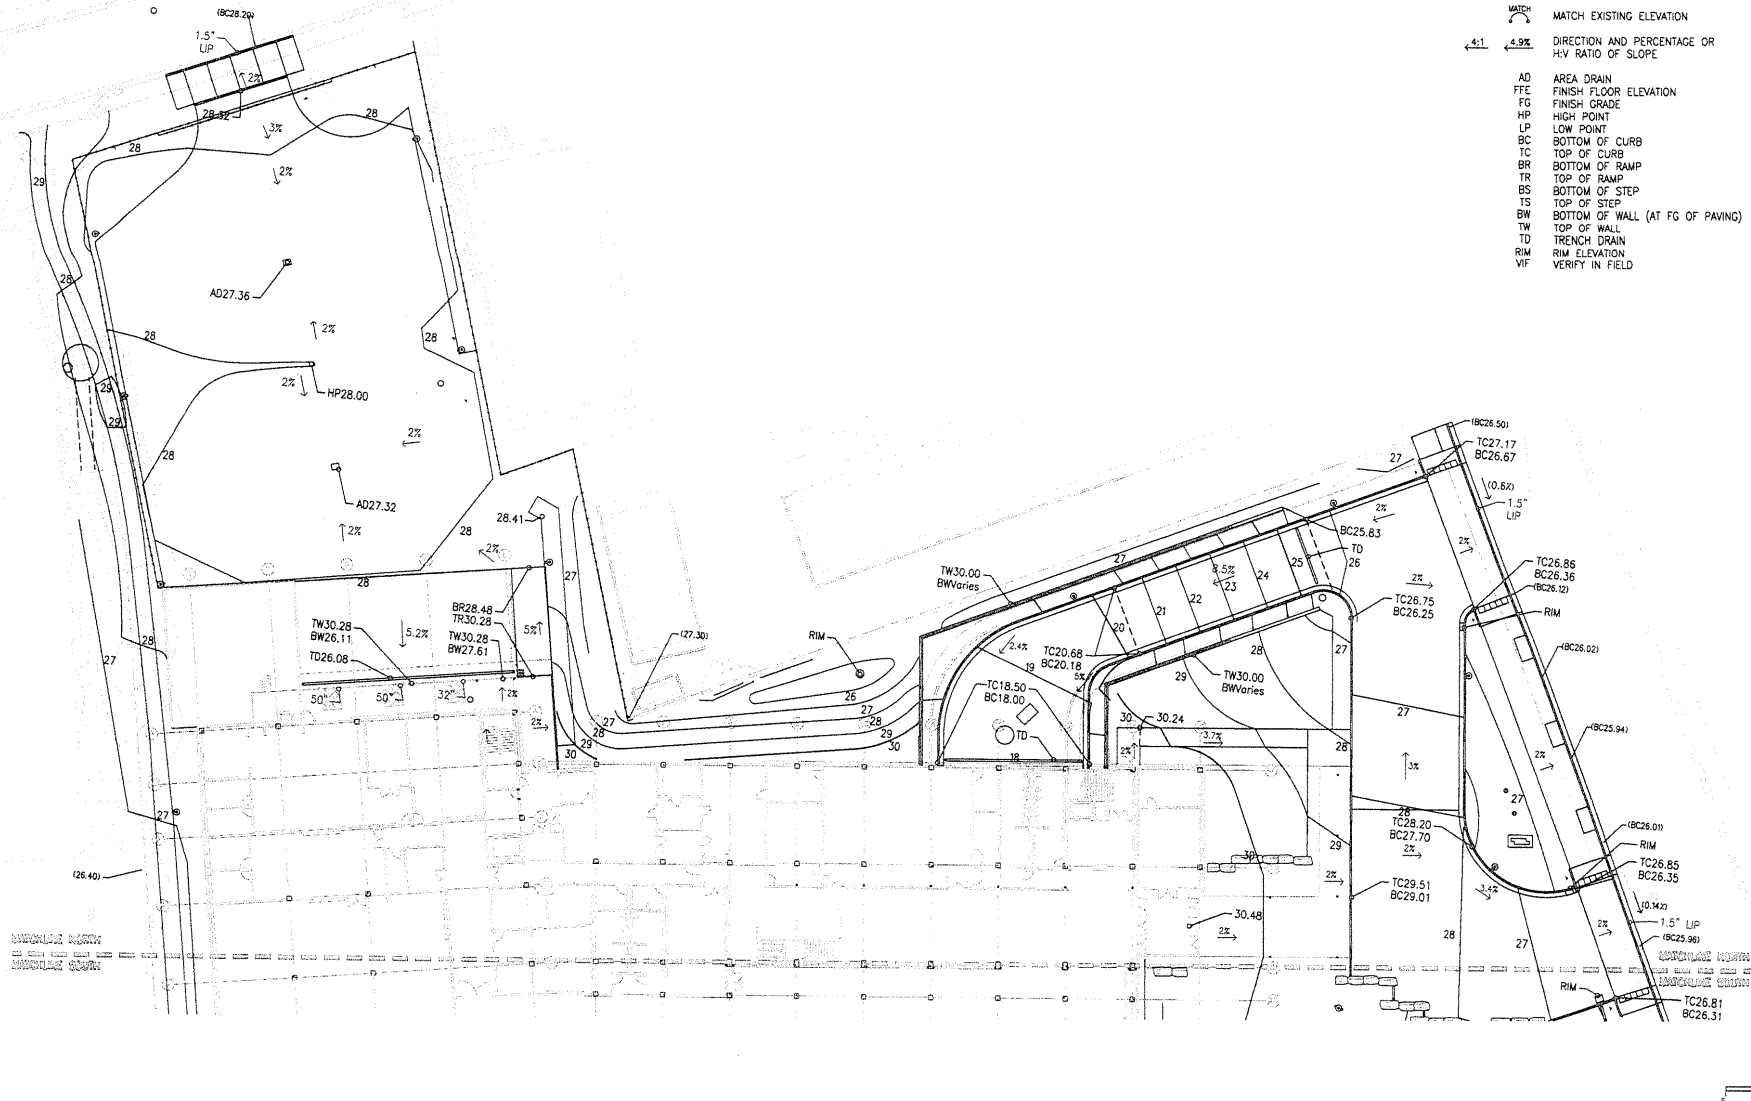 MATCH
MATCH EXISTING ELEVATION
4:1
4.9%
DIRECTION AND PERCENTAGE OR
H:V RATIO OF SLOPE
AD AREA DRAIN
FFE FINISH FLOOR ELEVATION
FG FINISH GRADE
HP HIGH POINT
LP LOW POINT
BC BOTTOM OF CURB
TC TOP OF CURB
BR BOTTOM OF RAMP
TR TOP OF RAMP
BS BOTTOM OF STEP
TS TOP OF STEP
BW BOTTOM OF WALL (AT FG OF PAVING)
TW TOP OF WALL
TD TRENCH DRAIN
RIM RIM ELEVATION
VIF VERIFY IN FIELD
(BC28.20)
1.5"
LIP
2%
28.32
28
3%
28
2%
29
28
AD27.36
28
2%
28
HP28.00
2%
29
29
2%
28
AD27.32
2%
28
28.41
2%
28
27
BR28.48
TR30.28
5%
TW30.28
BW26.11
5.2%
TW30.28
BW27.61
TD26.08
50"
50"
32"
2%
2%
28
27
27
(26.40)
(27.30)
RIM
26
27
28
29
30
27
28
29
30
TW30.00
BWVaries
27
8.5%
20
21
22
23
24
25
26
BC25.83
TD
2%
27
(BC26.50)
TC27.17
BC26.67
(0.6%)
1.5"
LIP
2%
2%
TC26.86
BC26.36
(BC26.12)
RIM
TC26.75
BC26.25
2.4%
19
TC20.68
BC20.18
5%
TC18.50
BC18.00
TD
18
28
27
29
TW30.00
BWVaries
30
30.24
3.7%
2%
28
27
3%
(BC26.02)
(BC25.94)
2%
27
28
TC28.20
BC27.70
2%
29
2%
TC29.51
BC29.01
3.4%
(BC26.01)
RIM
TC26.85
BC26.35
(0.14%)
1.5" LIP
(BC25.96)
2%
30
30.48
2%
28
27
MATCHLINE NORTH
MATCHLINE SOUTH
MATCHLINE NORTH
MATCHLINE SOUTH
RIM
TC26.81
BC26.31